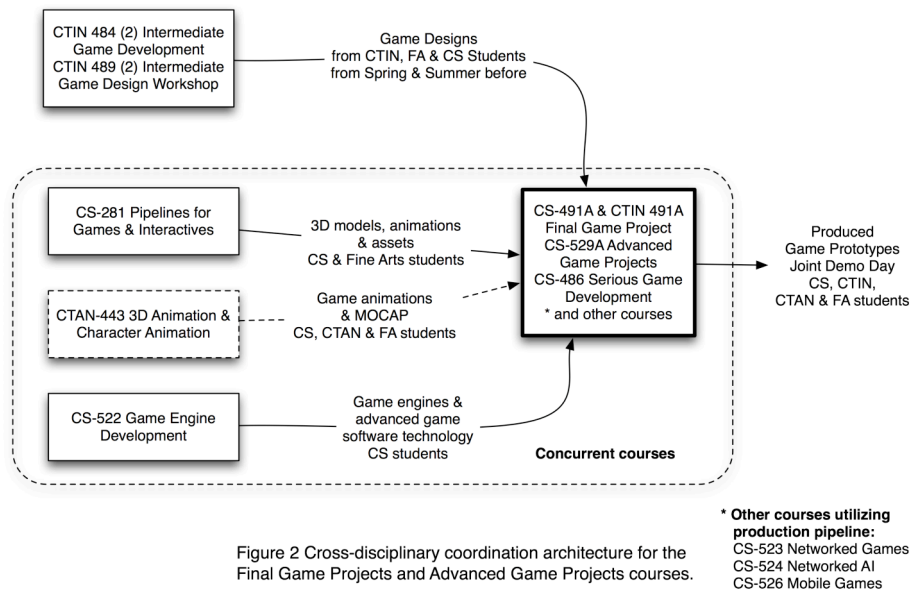 CTIN 484 (2) Intermediate
Game Development
CTIN 489 (2) Intermediate
Game Design Workshop
Game Designs
from CTIN, FA & CS Students
from Spring & Summer before
CS-281 Pipelines for
Games & Interactives
3D models, animations
& assets
CS & Fine Arts students
CTAN-443 3D Animation &
Character Animation
Game animations
& MOCAP
CS, CTAN & FA students
CS-522 Game Engine
Development
Game engines &
advanced game
software technology
CS students
CS-491A & CTIN 491A
Final Game Project
CS-529A Advanced
Game Projects
CS-486 Serious Game
Development
* and other courses
Concurrent courses
Produced
Game Prototypes
Joint Demo Day
CS, CTIN,
CTAN & FA students
* Other courses utilizing
production pipeline:
CS-523 Networked Games
CS-524 Networked AI
CS-526 Mobile Games
Figure 2 Cross-disciplinary coordination architecture for the
Final Game Projects and Advanced Game Projects courses.